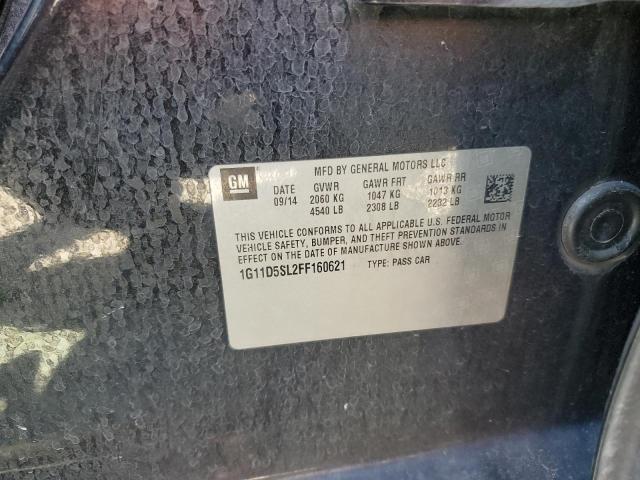 GM MFD BY GENERAL MOTORS LLC
DATE GVWR GAWR FRT GAWR RR
09/14 2060 KG 1047 KG 1013 KG
4540 LB 2308 LB 2232 LB
THIS VEHICLE CONFORMS TO ALL APPLICABLE U.S. FEDERAL MOTOR
VEHICLE SAFETY, BUMPER, AND THEFT PREVENTION STANDARDS IN
EFFECT ON THE DATE OF MANUFACTURE SHOWN ABOVE.
1G11D5SL2FF160621 TYPE: PASS CAR